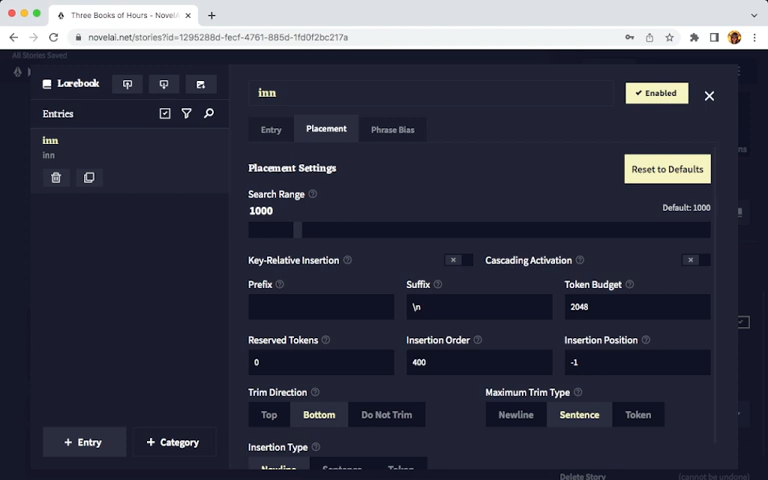 Three Books of Hours - NovelAI
novelai.net/stories?id=1295288d-fecf-4761-885d-1fd0f2bc217a
All Stories Saved
Lorebook
inn
Enabled
Entries
Entry
Placement
Phrase Bias
inn
inn
Placement Settings
Reset to Defaults
Search Range
1000
Default: 1000
Key-Relative Insertion
Cascading Activation
Prefix
Suffix
Token Budget
\n
2048
Reserved Tokens
Insertion Order
Insertion Position
0
400
-1
Trim Direction
Maximum Trim Type
Top
Bottom
Do Not Trim
Newline
Sentence
Token
+ Entry
+ Category
Insertion Type
Newline
Sentence
Token
Delete Story
(cannot be undone)